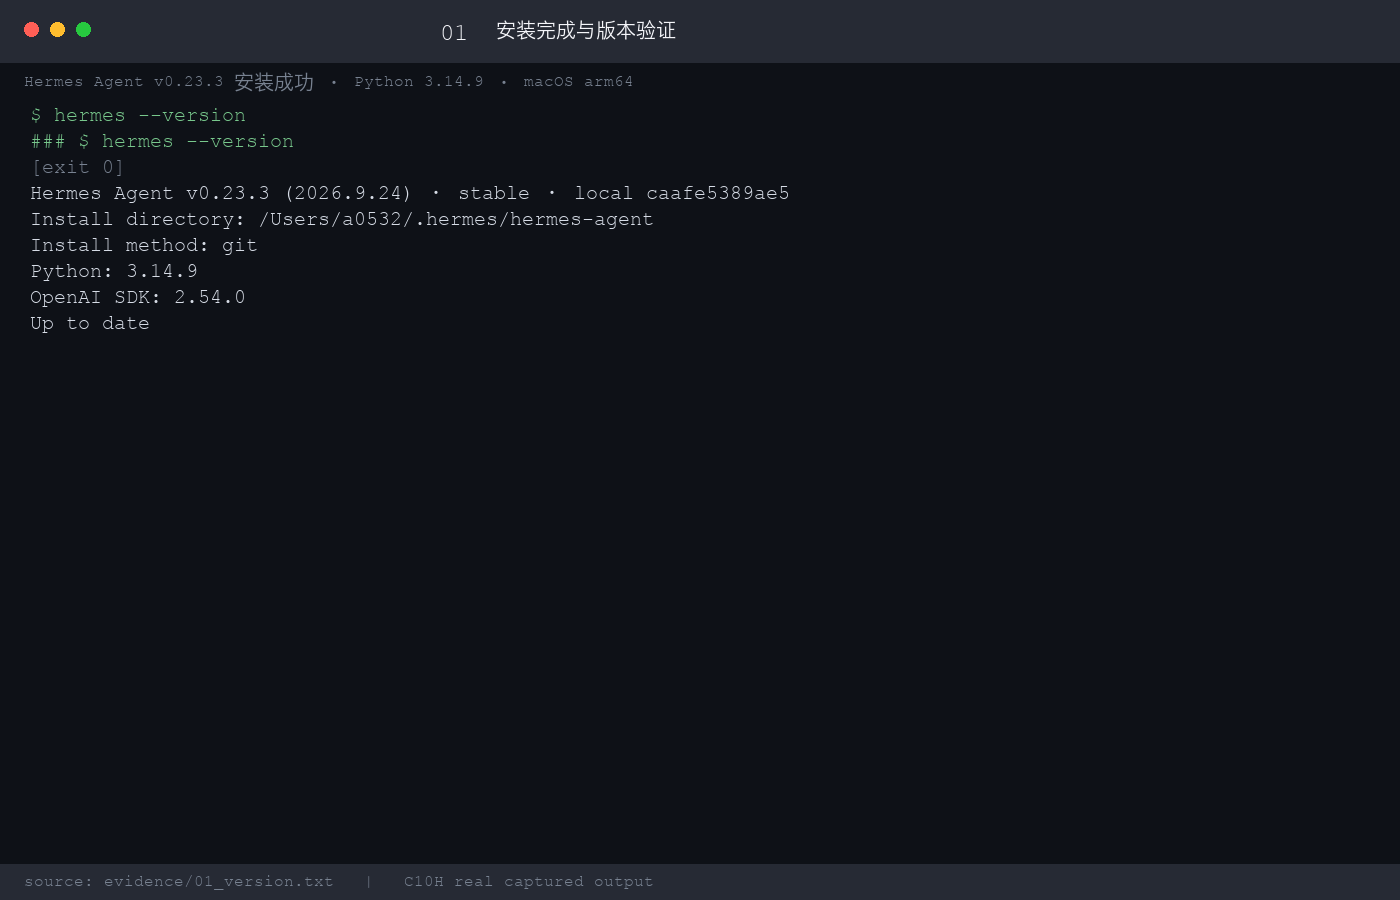 01 安装完成与版本验证
Hermes Agent v0.23.3 安装成功 · Python 3.14.9 · macOS arm64
$ hermes --version
### $ hermes --version
[exit 0]
Hermes Agent v0.23.3 (2026.9.24) · stable · local caafe5389ae5
Install directory: /Users/a0532/.hermes/hermes-agent
Install method: git
Python: 3.14.9
OpenAI SDK: 2.54.0
Up to date
source: evidence/01_version.txt | C10H real captured output